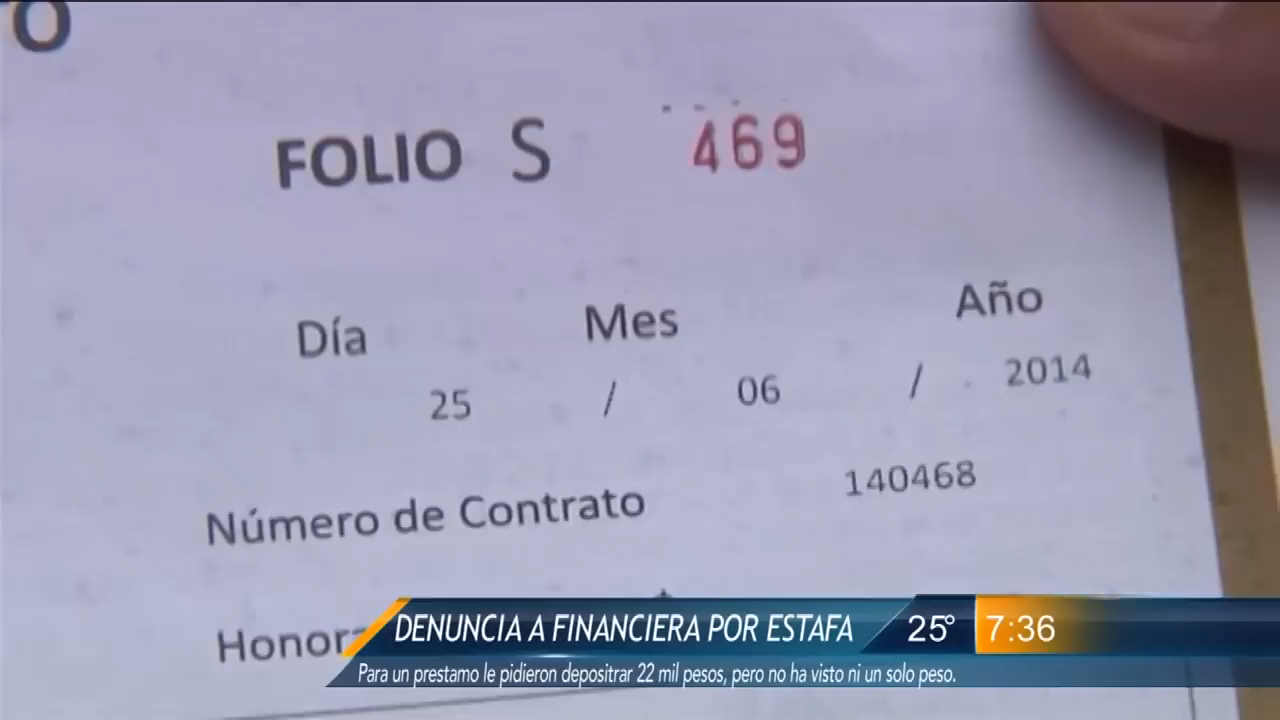 O
FOLIO S 469
Día Mes Año
25 / 06 / 2014
Número de Contrato 140468
DENUNCIA A FINANCIERA POR ESTAFA 25° 7:36
Para un prestamo le pidieron depositrar 22 mil pesos, pero no ha visto ni un solo peso.